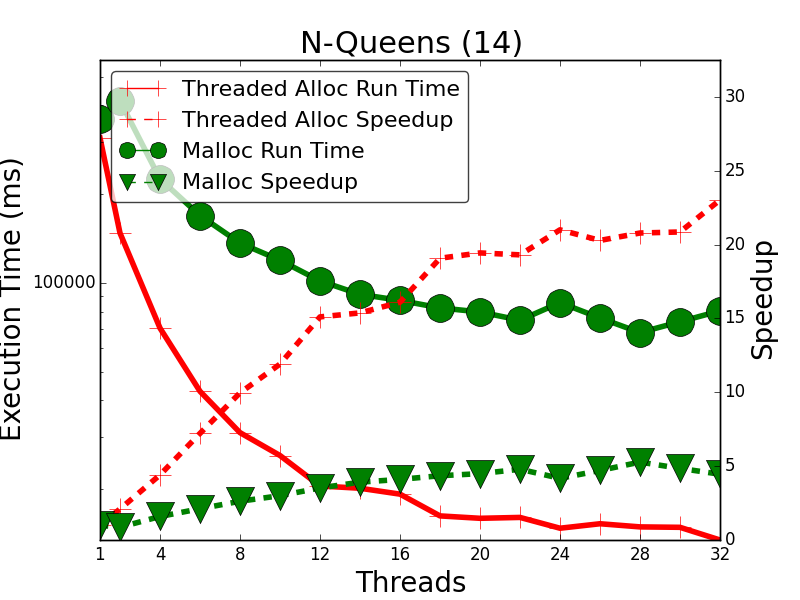 N-Queens (14)
Threaded Alloc Run Time
Threaded Alloc Speedup
Malloc Run Time
Malloc Speedup
Execution Time (ms)
100000
30
25
20
15
10
5
0
Speedup
1 4 8 12 16 20 24 28 32
Threads